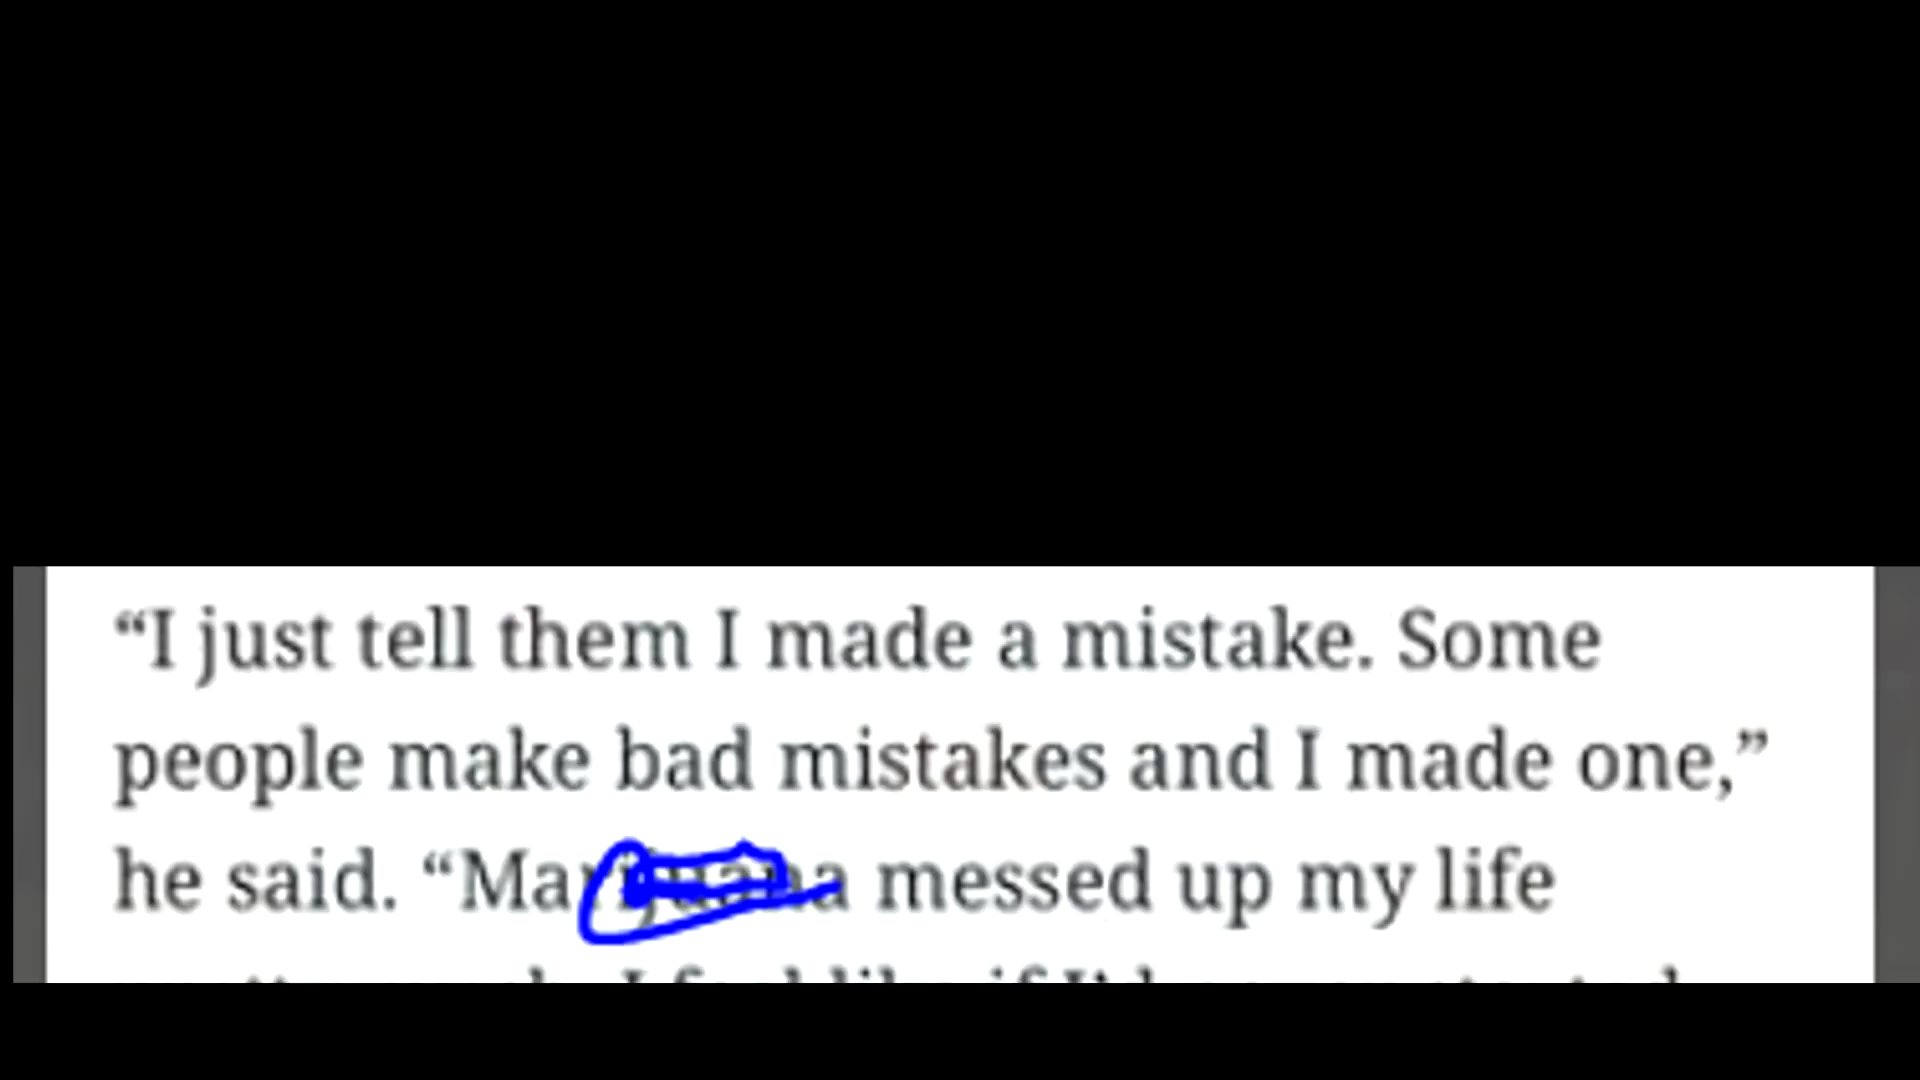 “I just tell them I made a mistake. Some
people make bad mistakes and I made one,”
he said. “Marijuana messed up my life